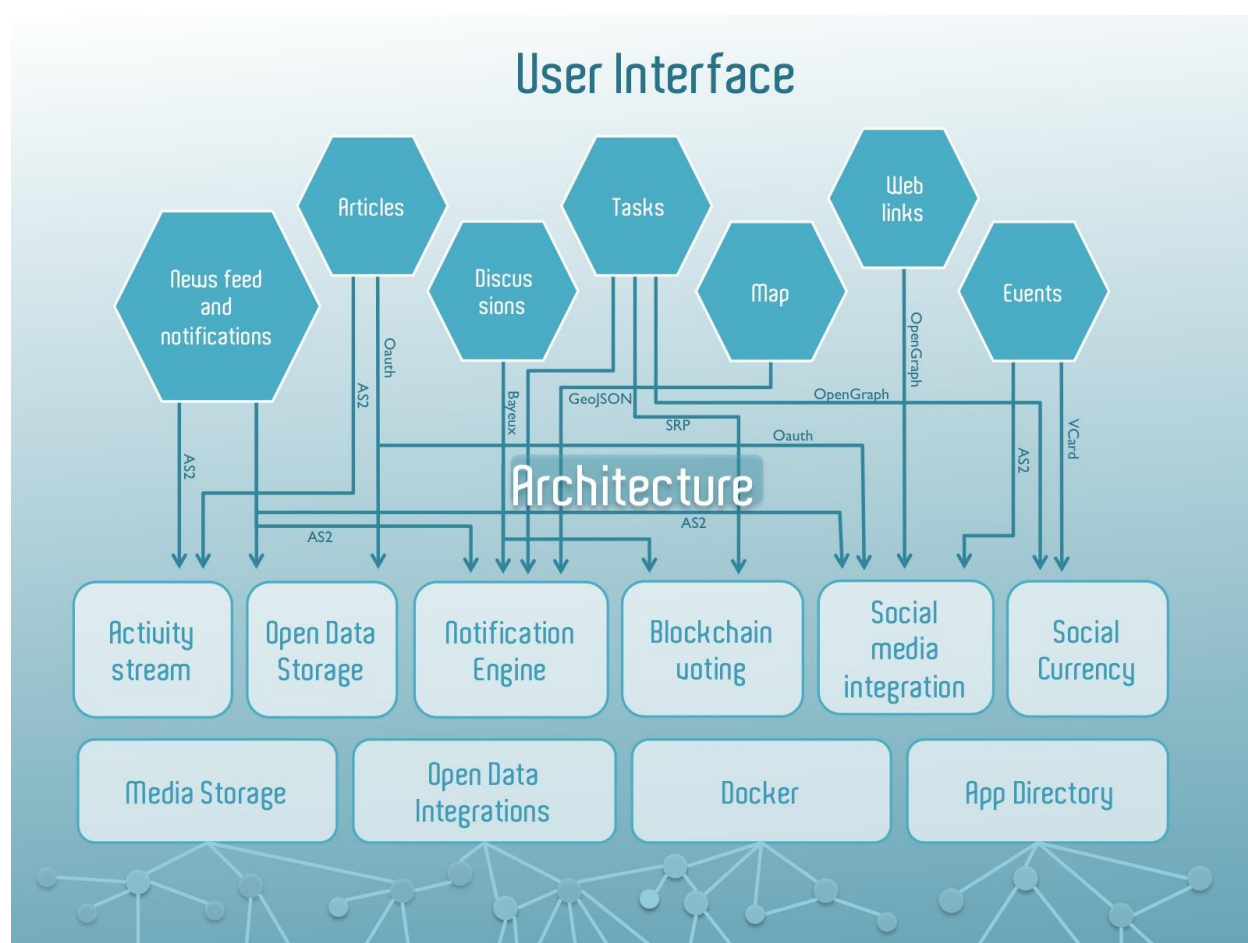 User Interface
Articles
Tasks
Web
links
News feed
and
notifications
Discus
sions
Map
Events
Oauth
AS2
Bayeux
GeoJSON
SRP
OpenGraph
OpenGraph
Oauth
VCard
AS2
AS2
Architecture
AS2
AS2
Activity
stream
Open Data
Storage
Notification
Engine
Blockchain
voting
Social
media
integration
Social
Currency
Media Storage
Open Data
Integrations
Docker
App Directory